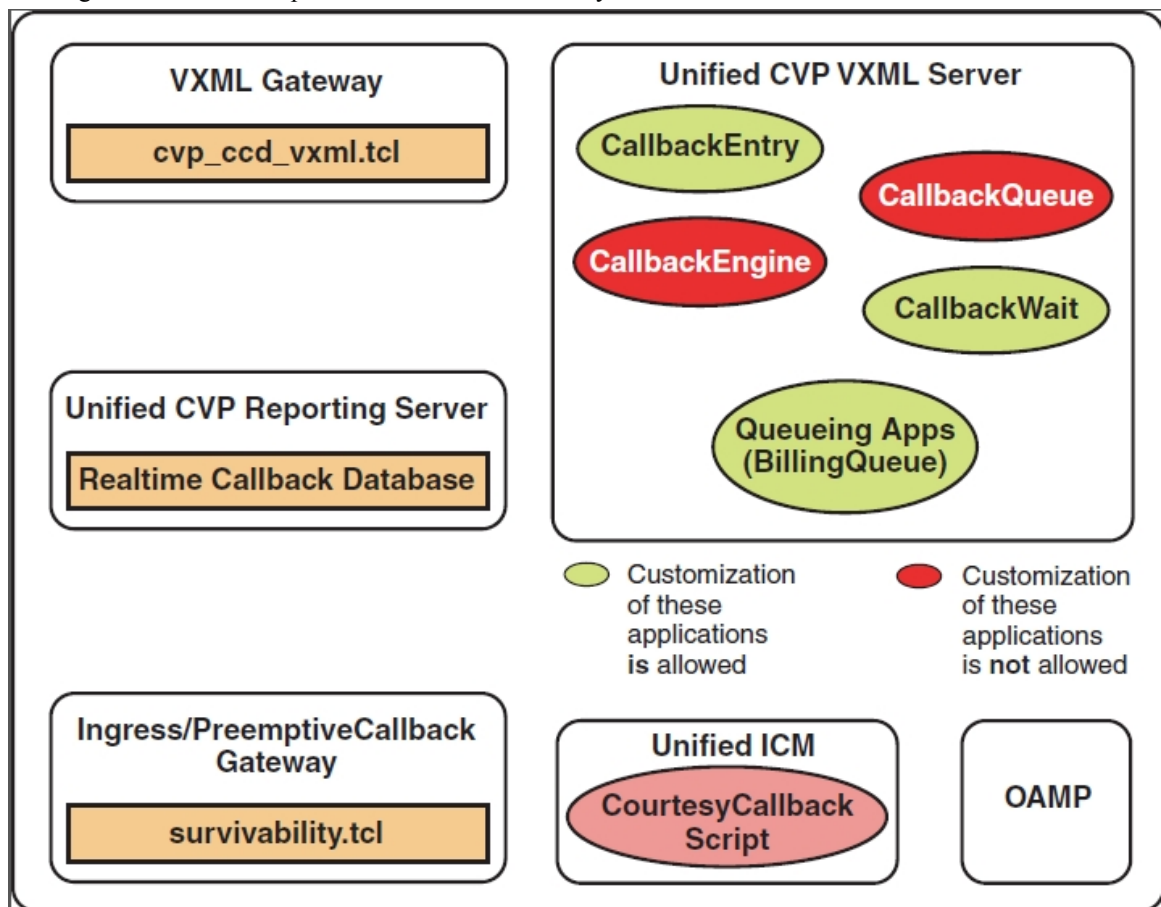 VXML Gateway
cvp_ccd_vxml.tcl
Unified CVP VXML Server
CallbackEntry
CallbackQueue
CallbackEngine
CallbackWait
Queueing Apps
(BillingQueue)
Unified CVP Reporting Server
Realtime Callback Database
Customization
of these
applications
is allowed
Customization
of these
applications
is not allowed
Ingress/PreemptiveCallback
Gateway
survivability.tcl
Unified ICM
CourtesyCallback
Script
OAMP